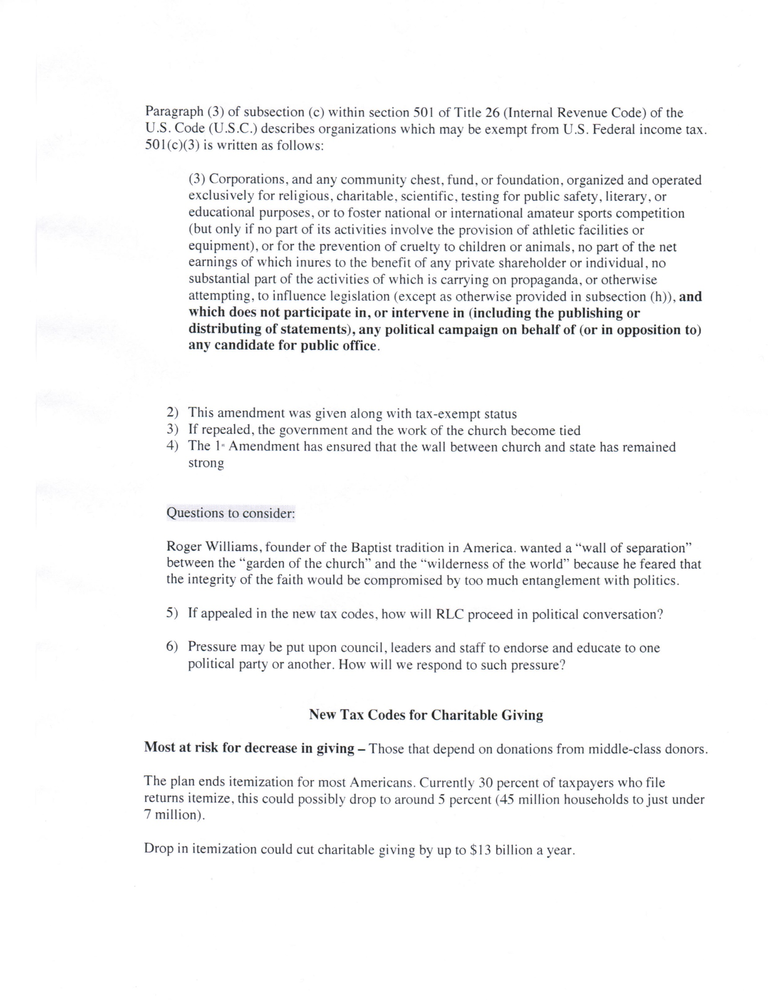 Paragraph (3) of subsection (c) within section 501 of Title 26 (Internal Revenue Code) of the
U.S. Code (U.S.C.) describes organizations which may be exempt from U.S. Federal income tax.
501(c)(3) is written as follows:
(3) Corporations, and any community chest, fund, or foundation, organized and operated
exclusively for religious, charitable, scientific, testing for public safety, literary, or
educational purposes, or to foster national or international amateur sports competition
(but only if no part of its activities involve the provision of athletic facilities or
equipment), or for the prevention of cruelty to children or animals, no part of the net
earnings of which inures to the benefit of any private shareholder or individual, no
substantial part of the activities of which is carrying on propaganda, or otherwise
attempting, to influence legislation (except as otherwise provided in subsection (h)), and
which does not participate in, or intervene in (including the publishing or
distributing of statements), any political campaign on behalf of (or in opposition to)
any candidate for public office.
2) This amendment was given along with tax-exempt status
3) If repealed, the government and the work of the church become tied
4) The 1st Amendment has ensured that the wall between church and state has remained
strong
Questions to consider:
Roger Williams, founder of the Baptist tradition in America. wanted a “wall of separation”
between the “garden of the church” and the “wilderness of the world” because he feared that
the integrity of the faith would be compromised by too much entanglement with politics.
5) If appealed in the new tax codes, how will RLC proceed in political conversation?
6) Pressure may be put upon council, leaders and staff to endorse and educate to one
political party or another. How will we respond to such pressure?
New Tax Codes for Charitable Giving
Most at risk for decrease in giving – Those that depend on donations from middle-class donors.
The plan ends itemization for most Americans. Currently 30 percent of taxpayers who file
returns itemize, this could possibly drop to around 5 percent (45 million households to just under
7 million).
Drop in itemization could cut charitable giving by up to $13 billion a year.